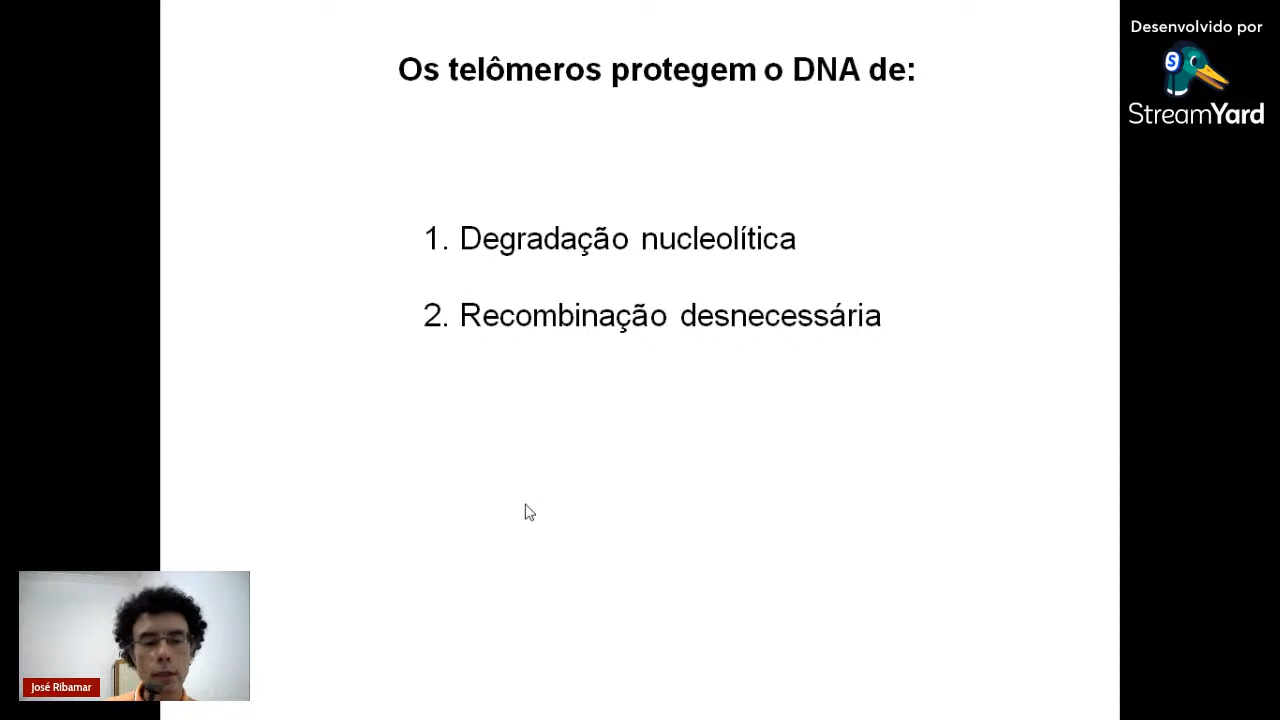 Os telômeros protegem o DNA de:
1. Degradação nucleolítica
2. Recombinação desnecessária
Desenvolvido por
S
StreamYard
José Ribamar